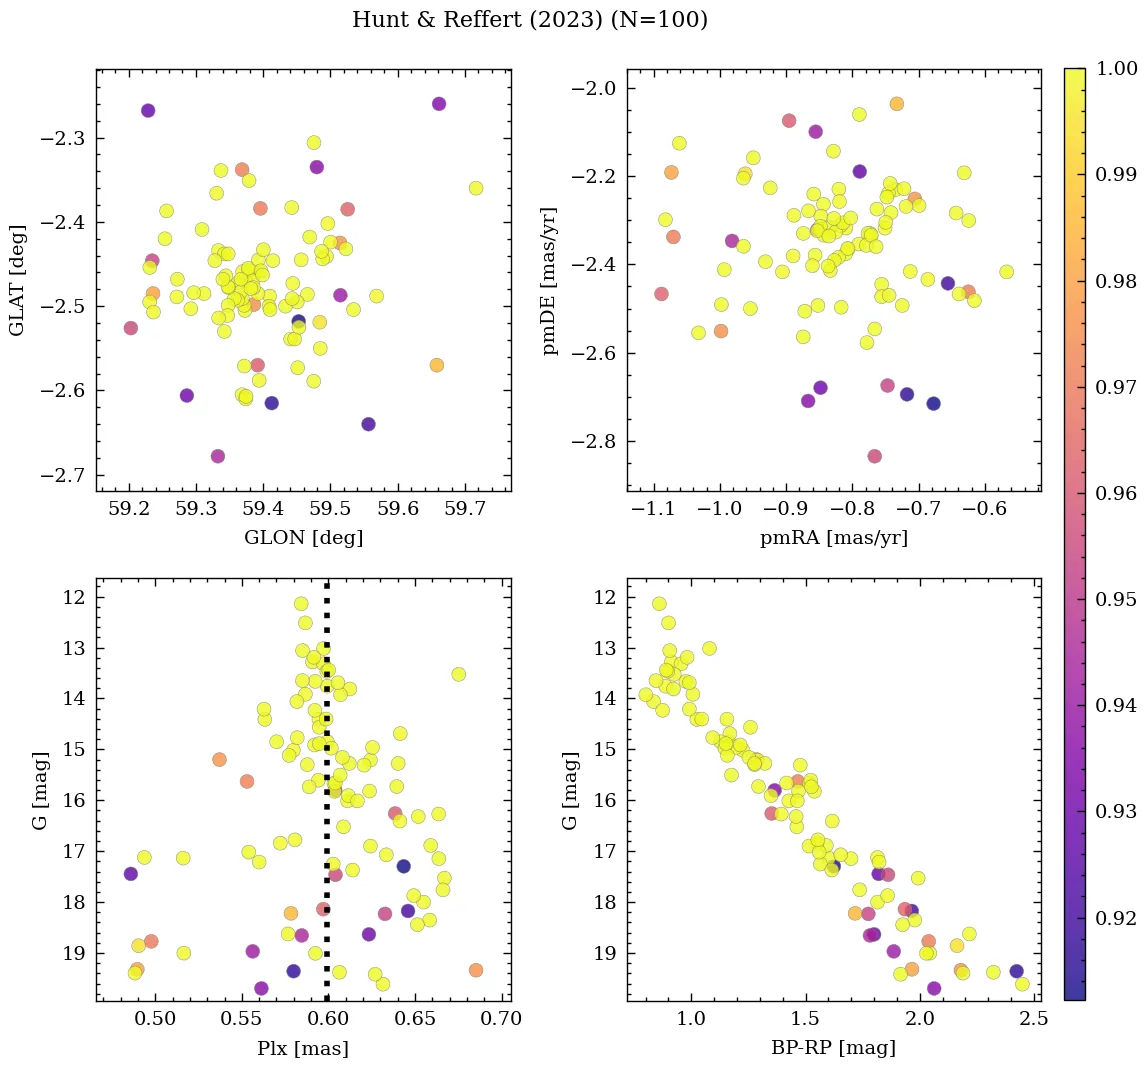 Hunt & Reffert (2023) (N=100)
−2.3
−2.4
−2.5
−2.6
−2.7
GLAT [deg]
59.2 59.3 59.4 59.5 59.6 59.7
GLON [deg]
−2.0
−2.2
−2.4
−2.6
−2.8
pmDE [mas/yr]
−1.1 −1.0 −0.9 −0.8 −0.7 −0.6
pmRA [mas/yr]
12
13
14
15
16
17
18
19
G [mag]
0.50 0.55 0.60 0.65 0.70
Plx [mas]
12
13
14
15
16
17
18
19
G [mag]
1.0 1.5 2.0 2.5
BP-RP [mag]
1.00
0.99
0.98
0.97
0.96
0.95
0.94
0.93
0.92